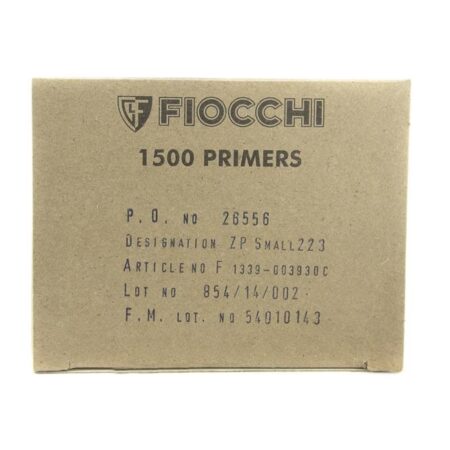 FIOCCHI
1500 PRIMERS
P.O. NO 26556
DESIGNATION ZP SMALL223
ARTICLE NO F 1339-003930C
LOT NO 854/14/002
F.M. LOT. NO 54010143